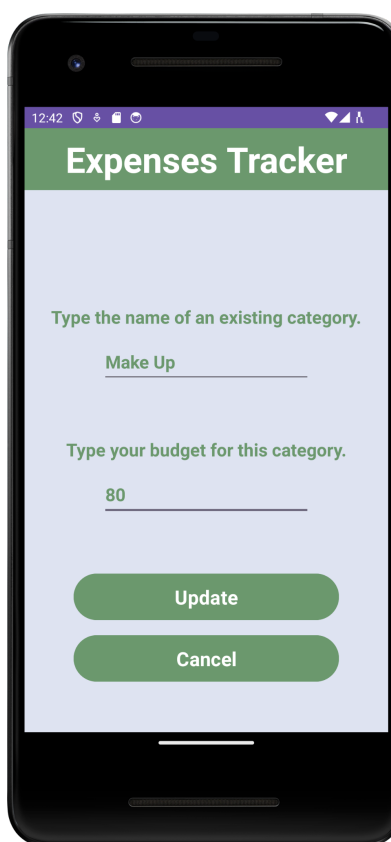 12:42
Expenses Tracker
Type the name of an existing category.
Make Up
Type your budget for this category.
80
Update
Cancel